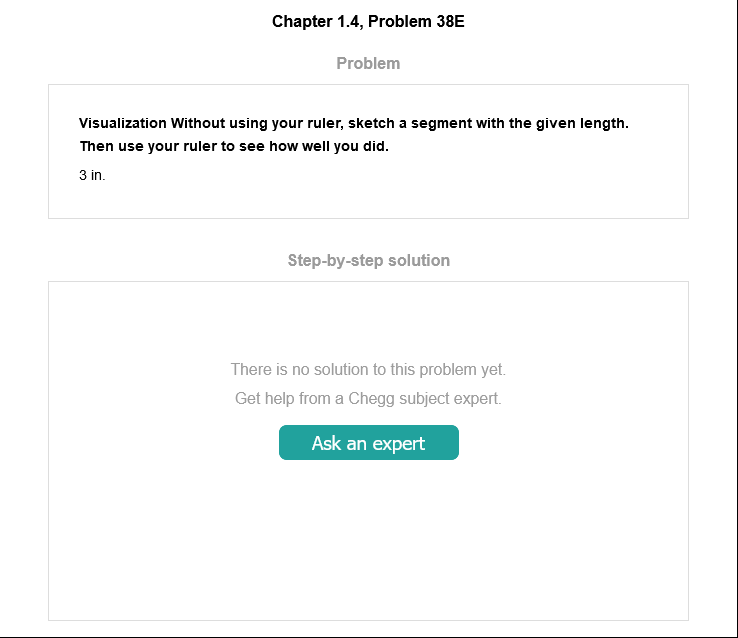 Chapter 1.4, Problem 38E
Problem
Visualization Without using your ruler, sketch a segment with the given length.
Then use your ruler to see how well you did.
3 in.
Step-by-step solution
There is no solution to this problem yet.
Get help from a Chegg subject expert.
Ask an expert